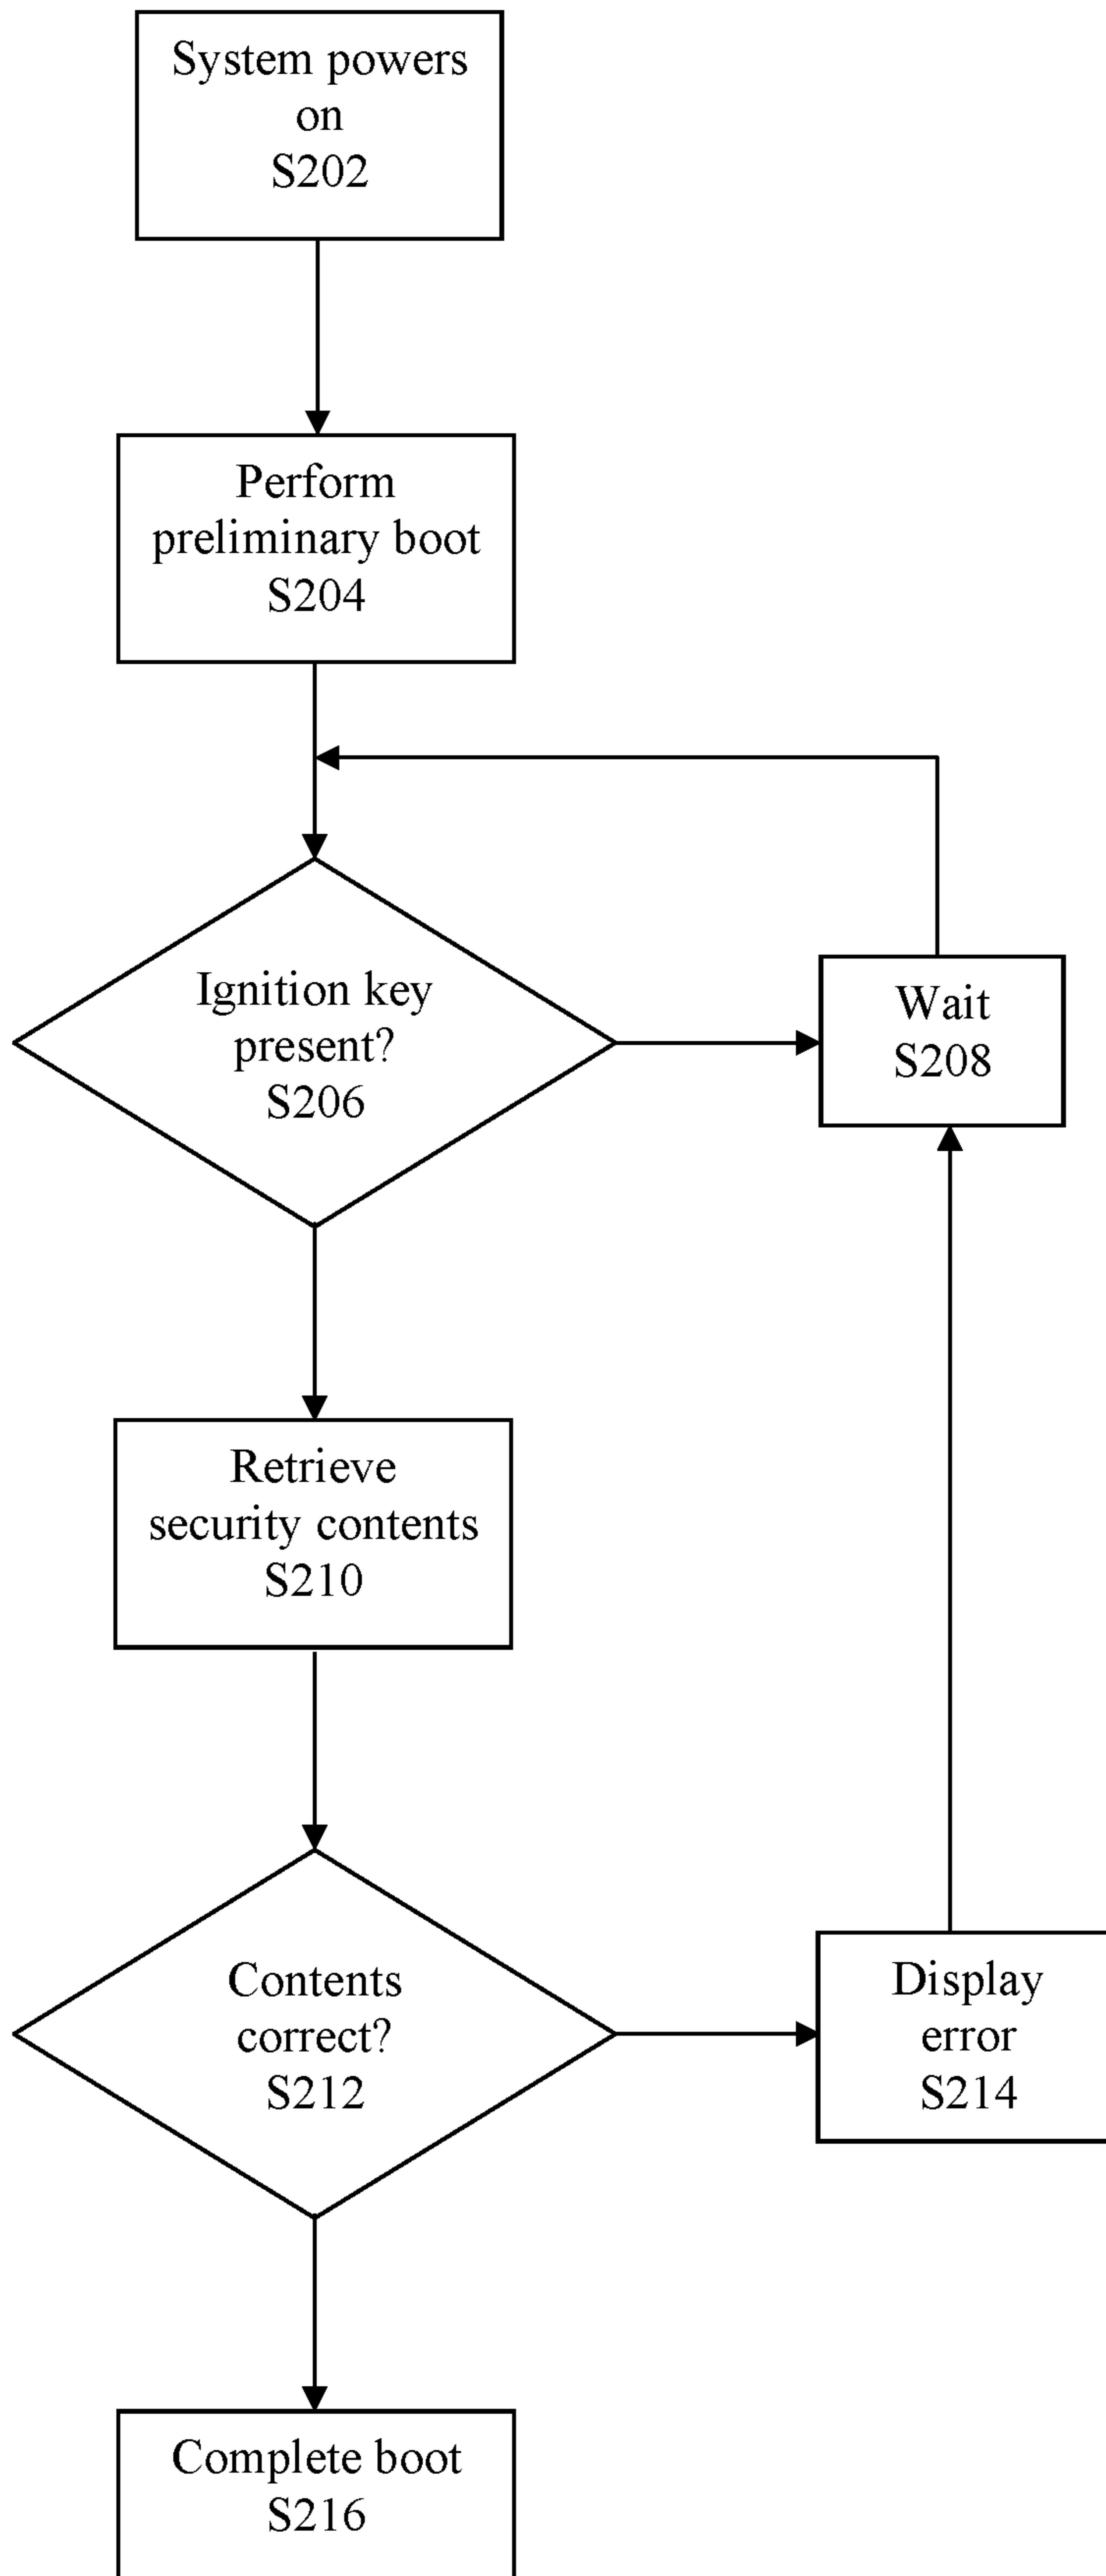 System powers
on
S202
Perform
preliminary boot
S204
Ignition key
present?
S206
Wait
S208
Retrieve
security contents
S210
Contents
correct?
S212
Display
error
S214
Complete boot
S216